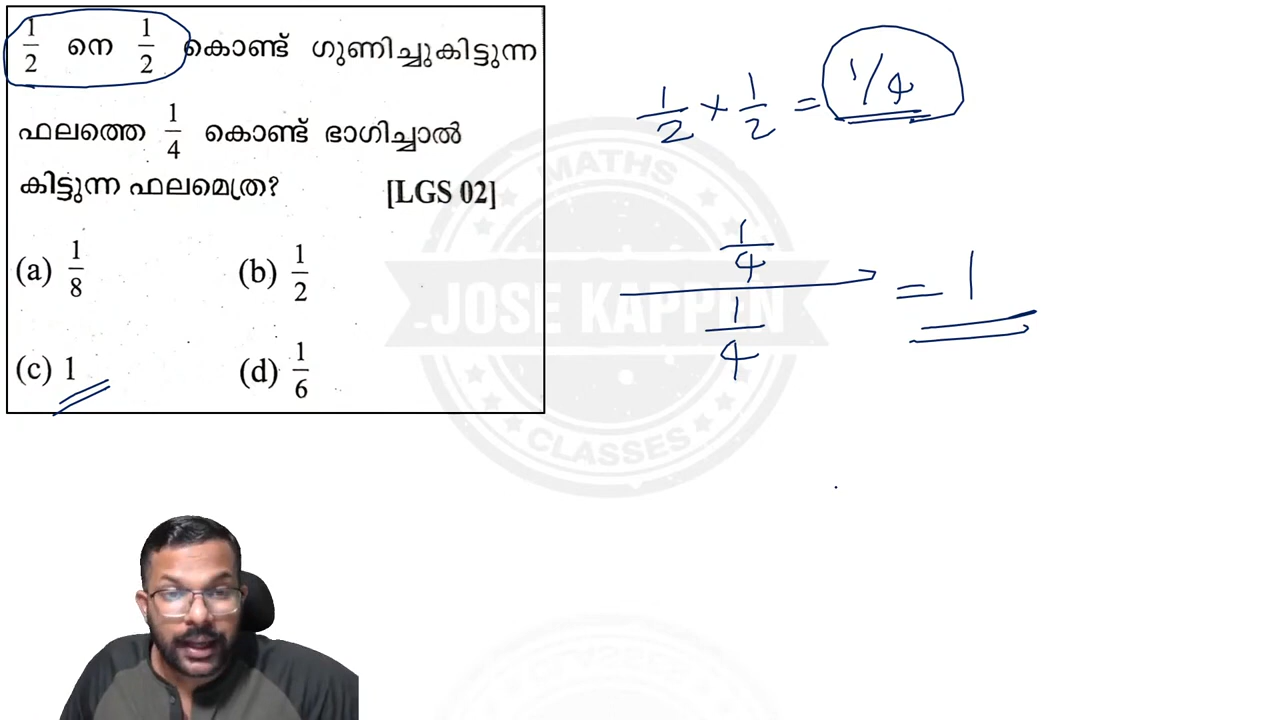 1/2 നെ 1/2 കൊണ്ട് ഗുണിച്ചുകിട്ടുന്ന
ഫലത്തെ 1/4 കൊണ്ട് ഭാഗിച്ചാൽ
കിട്ടുന്ന ഫലമെത്ര? [LGS 02]
(a) 1/8 (b) 1/2
(c) 1 (d) 1/6
1/2 × 1/2 = 1/4
1/4
1/4
= 1
MATHS
JOSE KAPPEN
CLASSES